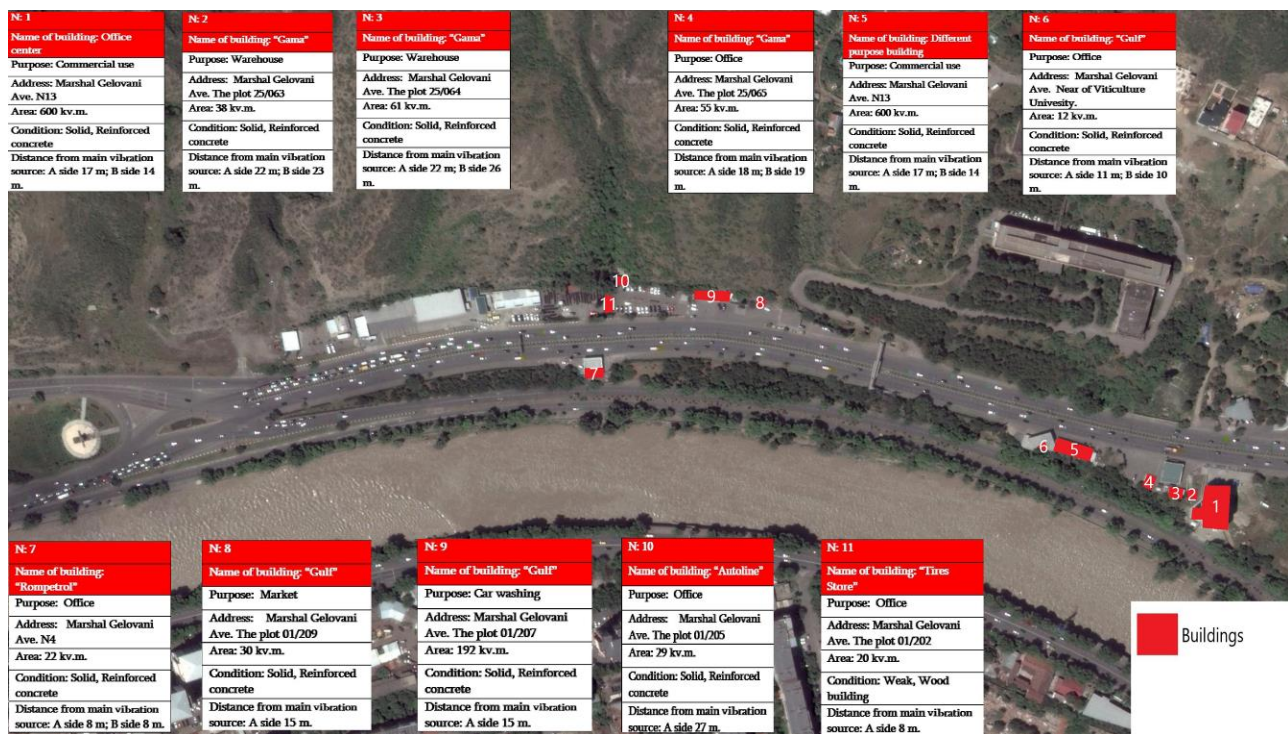 N: 1
Name of building: Office
center
Purpose: Commercial use
Address: Marshal Gelovani
Ave. N13
Area: 600 kv.m.
Condition: Solid, Reinforced
concrete
Distance from main vibration
source: A side 17 m; B side 14
m.
N: 2
Name of building: “Gama”
Purpose: Warehouse
Address: Marshal Gelovani
Ave. The plot 25/063
Area: 38 kv.m.
Condition: Solid, Reinforced
concrete
Distance from main vibration
source: A side 22 m; B side 23
m.
N: 3
Name of building: “Gama”
Purpose: Warehouse
Address: Marshal Gelovani
Ave. The plot 25/064
Area: 61 kv.m.
Condition: Solid, Reinforced
concrete
Distance from main vibration
source: A side 22 m; B side 26
m.
N: 4
Name of building: “Gama”
Purpose: Office
Address: Marshal Gelovani
Ave. The plot 25/065
Area: 55 kv.m.
Condition: Solid, Reinforced
concrete
Distance from main vibration
source: A side 18 m; B side 19
m.
N: 5
Name of building: Different
purpose building
Purpose: Commercial use
Address: Marshal Gelovani
Ave. N13
Area: 600 kv.m.
Condition: Solid, Reinforced
concrete
Distance from main vibration
source: A side 17 m; B side 14
m.
N: 6
Name of building: “Gulf”
Purpose: Office
Address: Marshal Gelovani
Ave. Near of Viticulture
Univesity.
Area: 12 kv.m.
Condition: Solid, Reinforced
concrete
Distance from main vibration
source: A side 11 m; B side 10
m.
10
11
9
8
7
6
5
4
3
2
1
N: 7
Name of building:
“Rompetrol”
Purpose: Office
Address: Marshal Gelovani
Ave. N4
Area: 22 kv.m.
Condition: Solid, Reinforced
concrete
Distance from main vibration
source: A side 8 m; B side 8 m.
N: 8
Name of building: “Gulf”
Purpose: Market
Address: Marshal Gelovani
Ave. The plot 01/209
Area: 30 kv.m.
Condition: Solid, Reinforced
concrete
Distance from main vibration
source: A side 15 m.
N: 9
Name of building: “Gulf”
Purpose: Car washing
Address: Marshal Gelovani
Ave. The plot 01/207
Area: 192 kv.m.
Condition: Solid, Reinforced
concrete
Distance from main vibration
source: A side 15 m.
N: 10
Name of building: “Autoline”
Purpose: Office
Address: Marshal Gelovani
Ave. The plot 01/205
Area: 29 kv.m.
Condition: Solid, Reinforced
concrete
Distance from main vibration
source: A side 27 m.
N: 11
Name of building: “Tires
Store”
Purpose: Office
Address: Marshal Gelovani
Ave. The plot 01/202
Area: 20 kv.m.
Condition: Weak, Wood
building
Distance from main vibration
source: A side 8 m.
Buildings